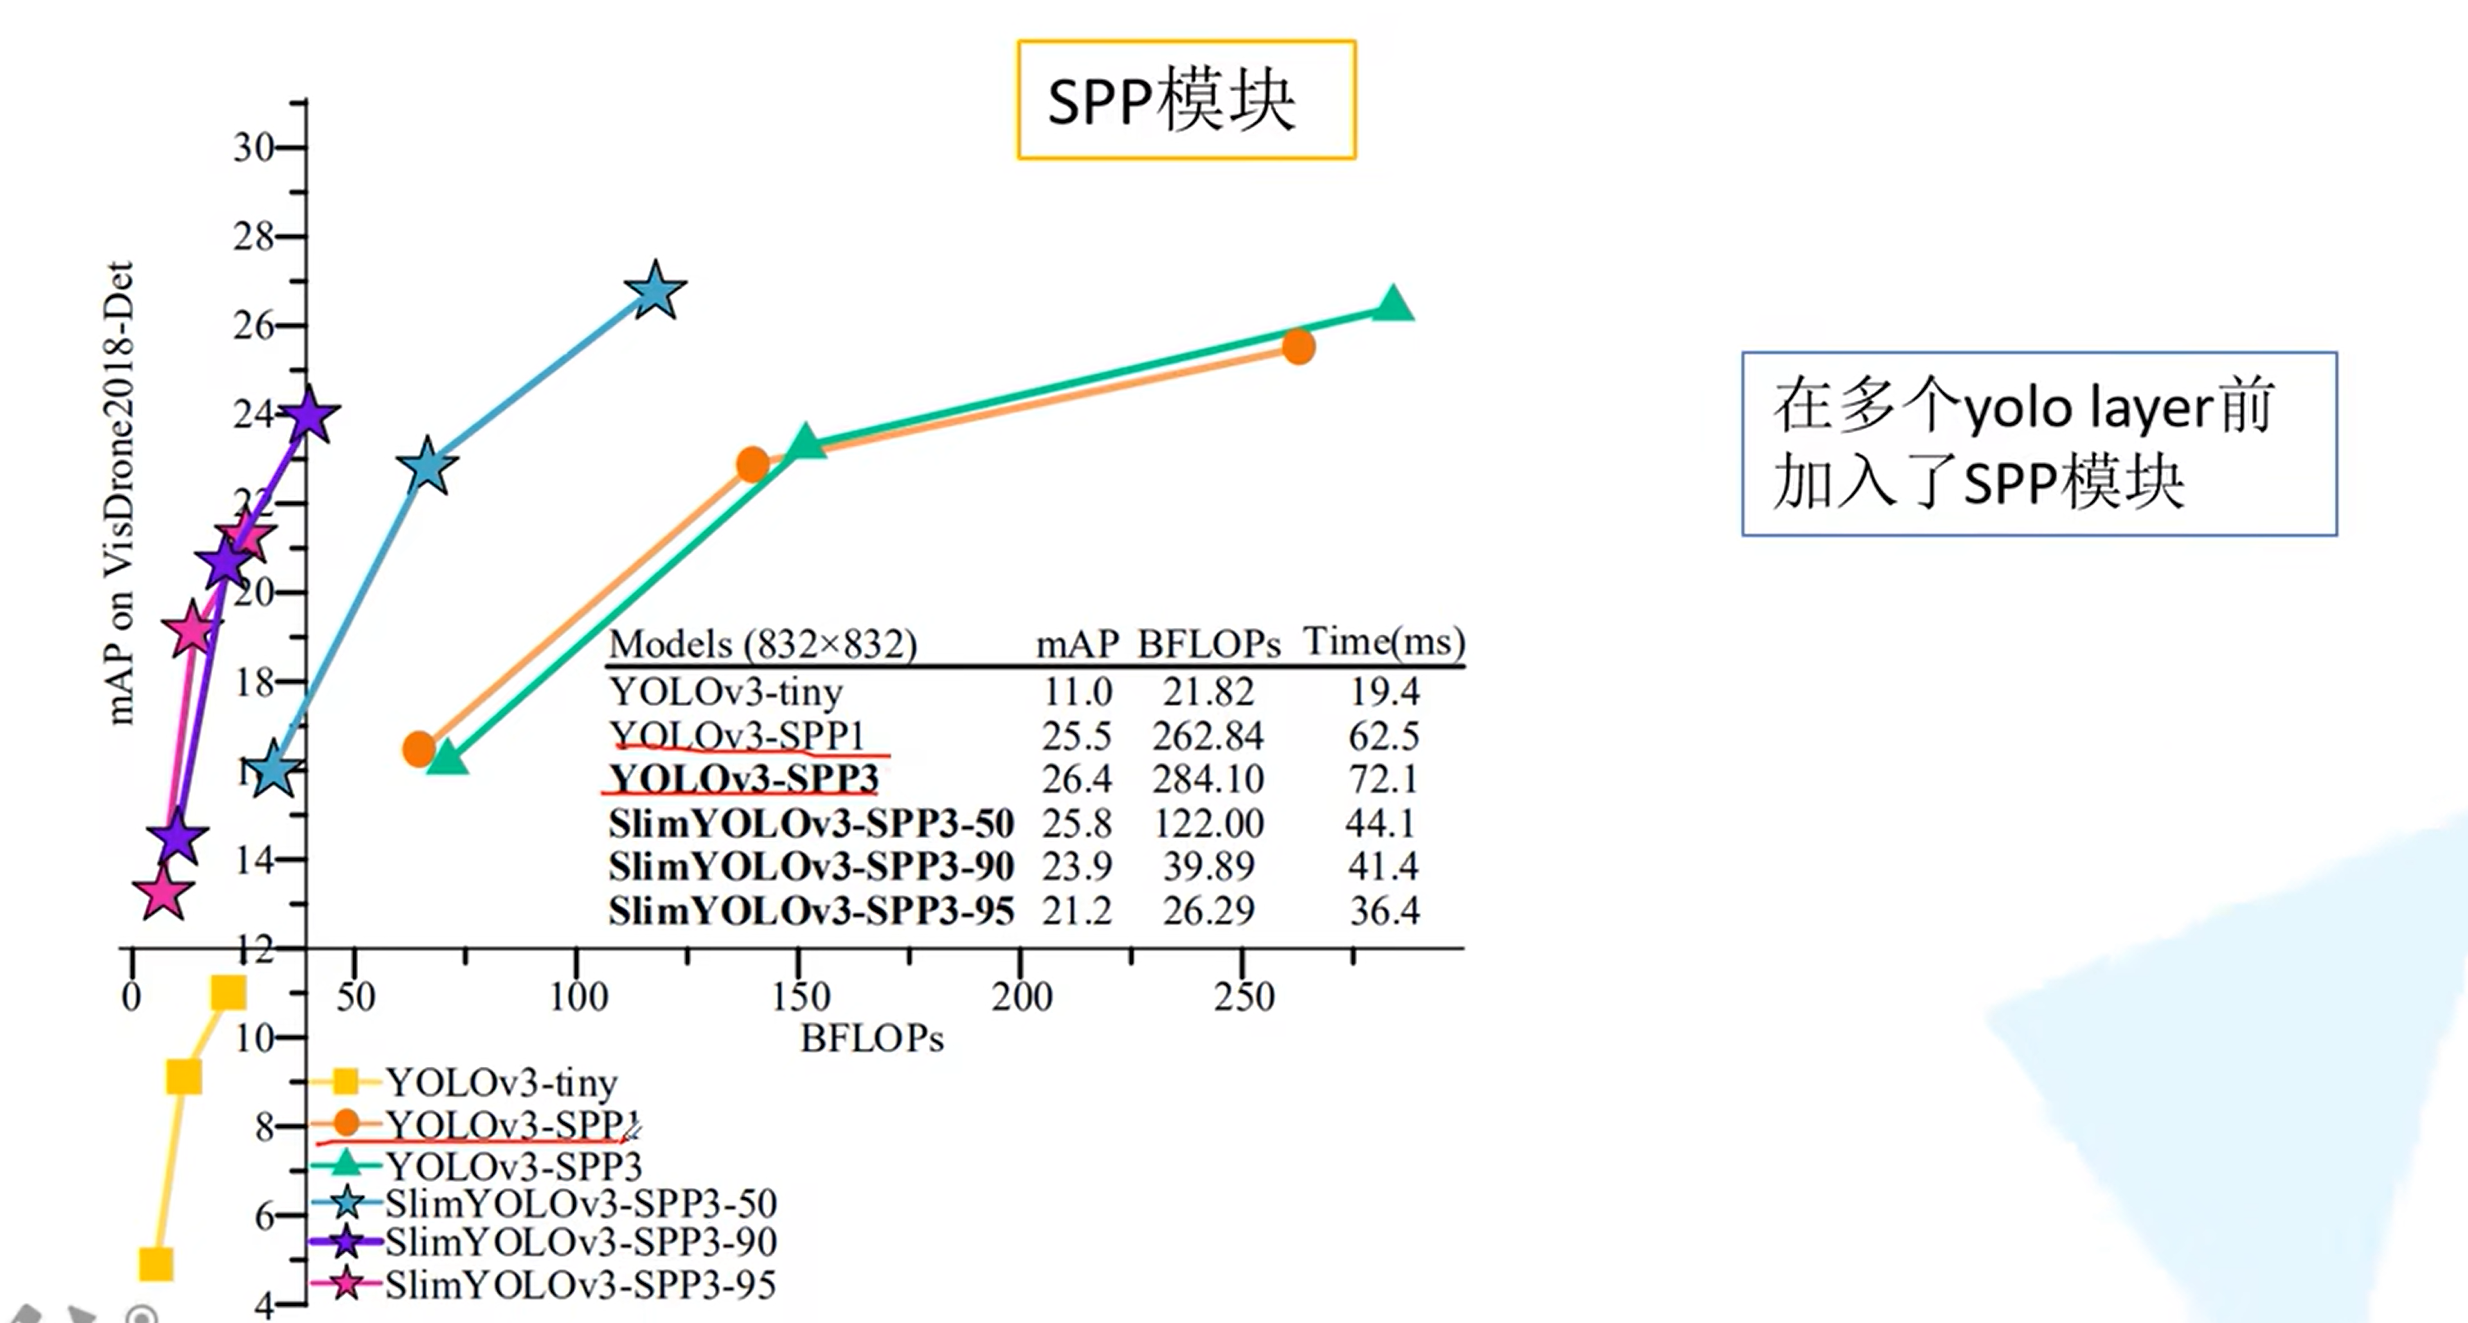 SPP模块
30
28
26
24
22
20
18
14
12
10
8
6
4
mAP on VisDrone2018-Det
在多个yolo layer前
加入了SPP模块
Models (832×832) mAP BFLOPs Time(ms)
YOLOv3-tiny 11.0 21.82 19.4
YOLOv3-SPP1 25.5 262.84 62.5
YOLOv3-SPP3 26.4 284.10 72.1
SlimYOLOv3-SPP3-50 25.8 122.00 44.1
SlimYOLOv3-SPP3-90 23.9 39.89 41.4
SlimYOLOv3-SPP3-95 21.2 26.29 36.4
0 50 100 150 200 250
BFLOPs
YOLOv3-tiny
YOLOv3-SPP1
YOLOv3-SPP3
SlimYOLOv3-SPP3-50
SlimYOLOv3-SPP3-90
SlimYOLOv3-SPP3-95